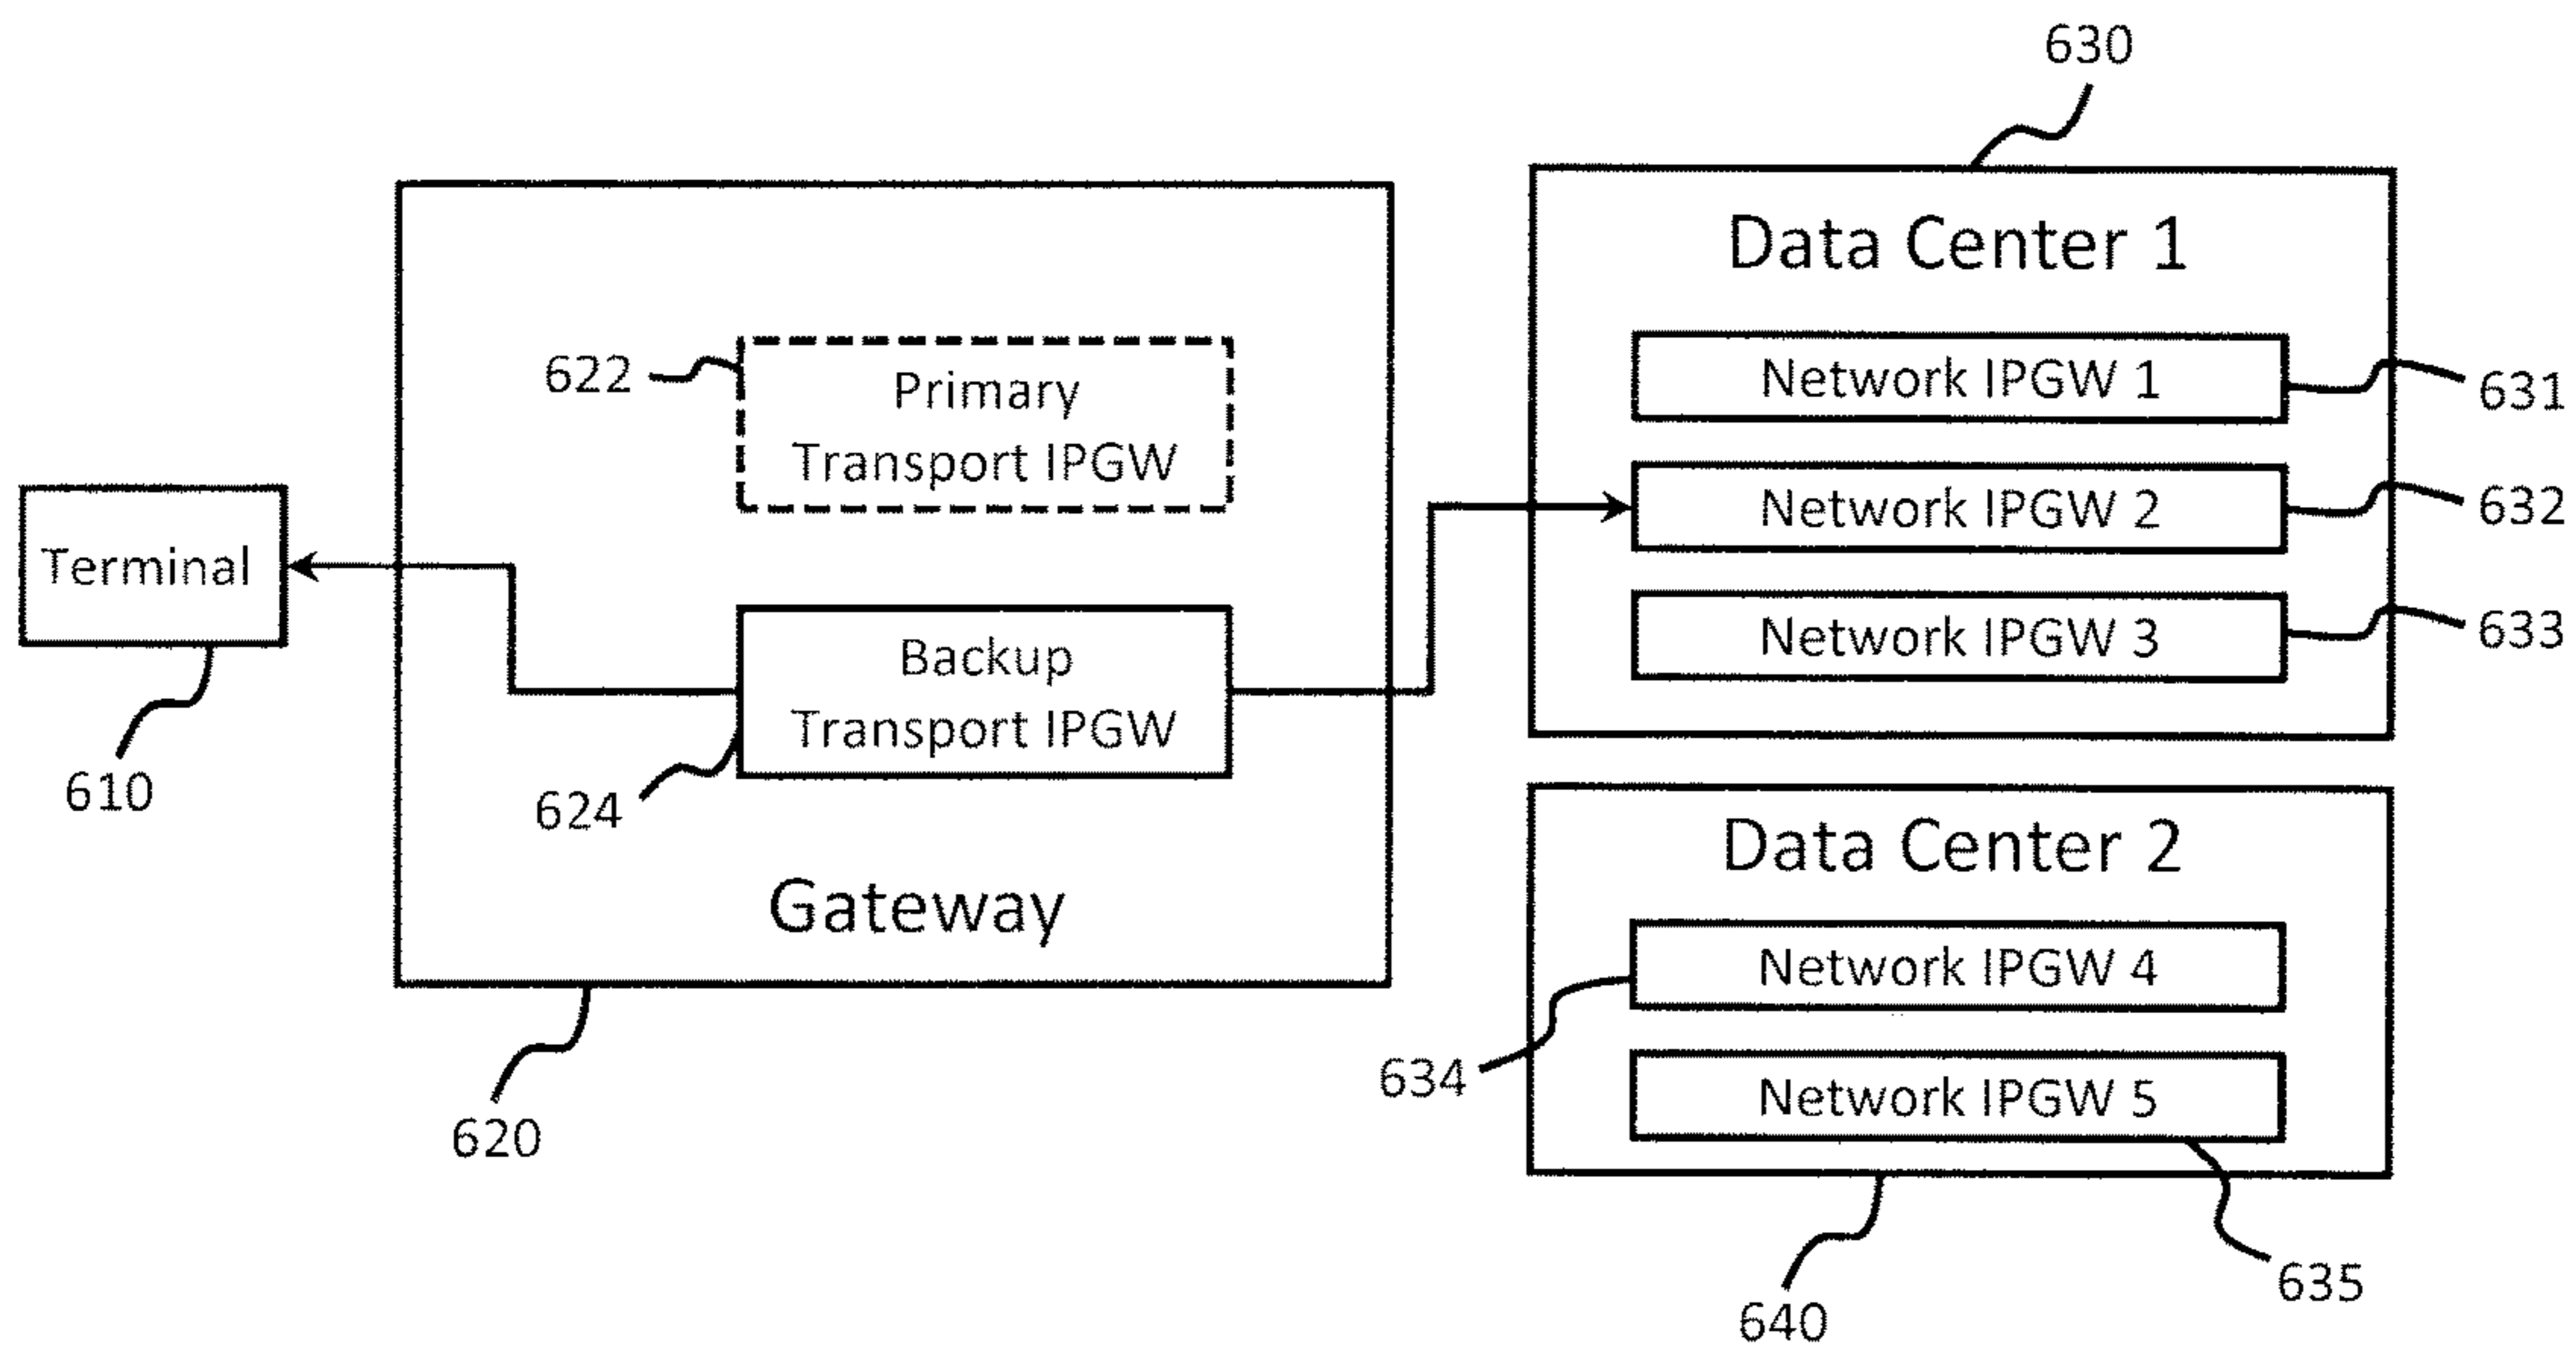 630
Data Center 1
Network IPGW 1
631
Network IPGW 2
632
Network IPGW 3
633
622
Primary
Transport IPGW
Terminal
610
Backup
Transport IPGW
624
Gateway
620
Data Center 2
Network IPGW 4
634
Network IPGW 5
635
640